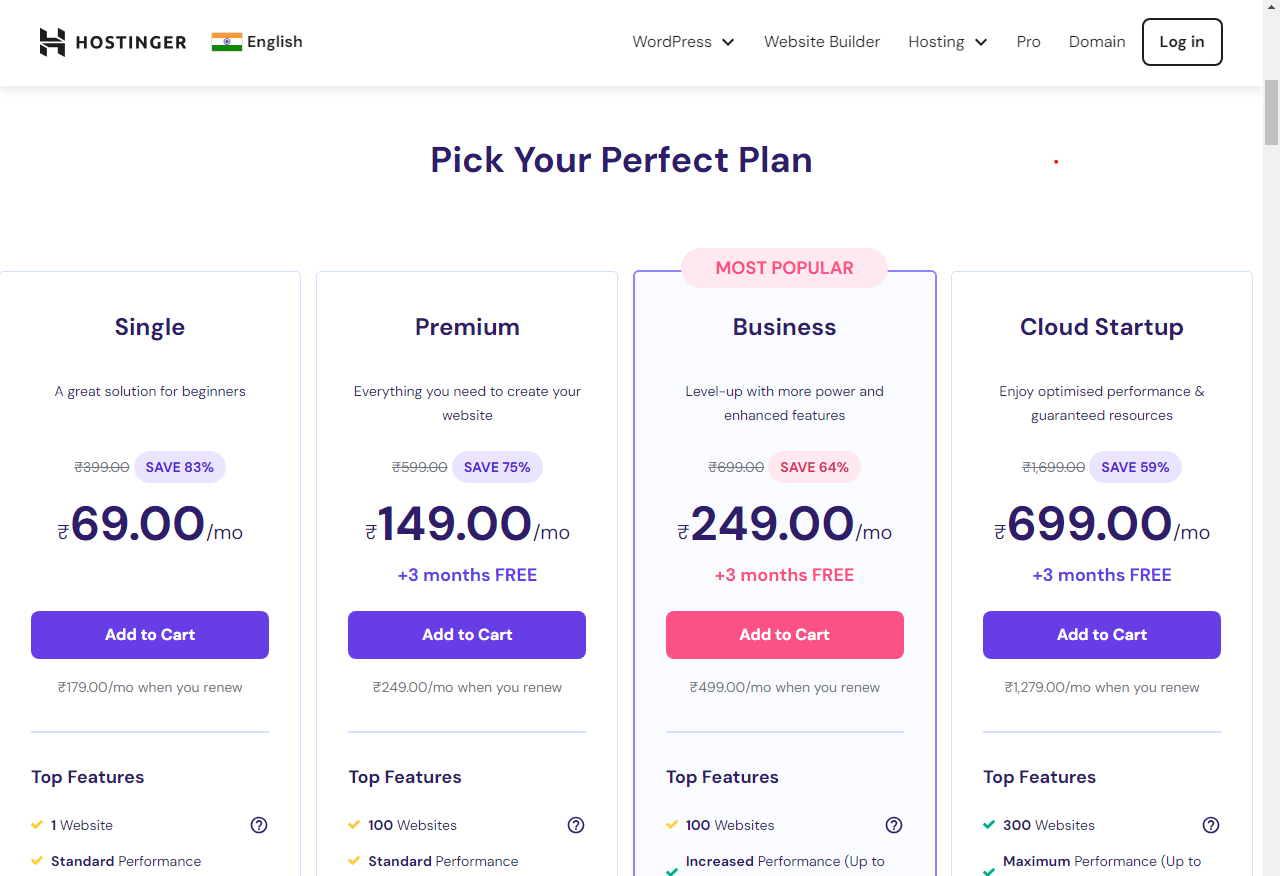 HOSTINGER English WordPress Website Builder Hosting Pro Domain Log in
Pick Your Perfect Plan
Single
A great solution for beginners
₹399.00 SAVE 83%
₹69.00/mo
Add to Cart
₹179.00/mo when you renew
Top Features
1 Website
Standard Performance
Premium
Everything you need to create your
website
₹599.00 SAVE 75%
₹149.00/mo
+3 months FREE
Add to Cart
₹249.00/mo when you renew
Top Features
100 Websites
Standard Performance
MOST POPULAR
Business
Level-up with more power and
enhanced features
₹699.00 SAVE 64%
₹249.00/mo
+3 months FREE
Add to Cart
₹499.00/mo when you renew
Top Features
100 Websites
Increased Performance (Up to
Cloud Startup
Enjoy optimised performance &
guaranteed resources
₹1,699.00 SAVE 59%
₹699.00/mo
+3 months FREE
Add to Cart
₹1,279.00/mo when you renew
Top Features
300 Websites
Maximum Performance (Up to